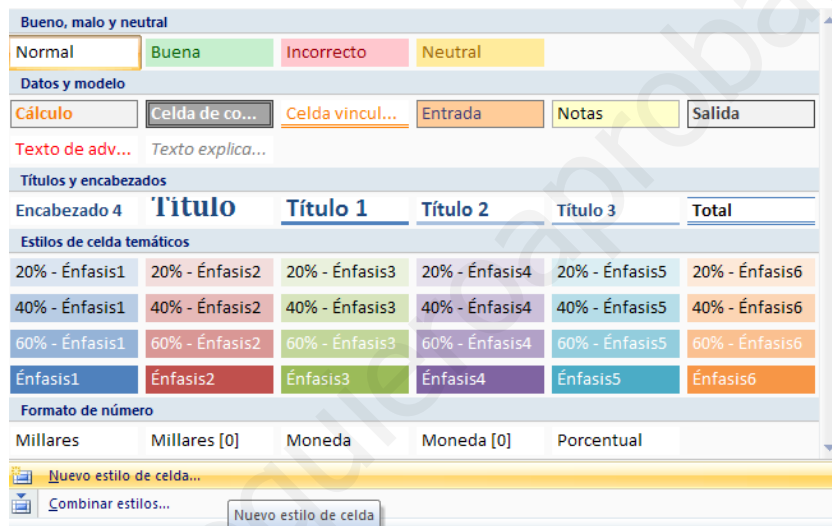 Bueno, malo y neutral
Normal Buena Incorrecto Neutral
Datos y modelo
Cálculo Celda de co... Celda vincul... Entrada Notas Salida
Texto de adv... Texto explica...
Títulos y encabezados
Encabezado 4 Título Título 1 Título 2 Título 3 Total
Estilos de celda temáticos
20% - Énfasis1 20% - Énfasis2 20% - Énfasis3 20% - Énfasis4 20% - Énfasis5 20% - Énfasis6
40% - Énfasis1 40% - Énfasis2 40% - Énfasis3 40% - Énfasis4 40% - Énfasis5 40% - Énfasis6
60% - Énfasis1 60% - Énfasis2 60% - Énfasis3 60% - Énfasis4 60% - Énfasis5 60% - Énfasis6
Énfasis1 Énfasis2 Énfasis3 Énfasis4 Énfasis5 Énfasis6
Formato de número
Millares Millares [0] Moneda Moneda [0] Porcentual
Nuevo estilo de celda...
Combinar estilos...
Nuevo estilo de celda